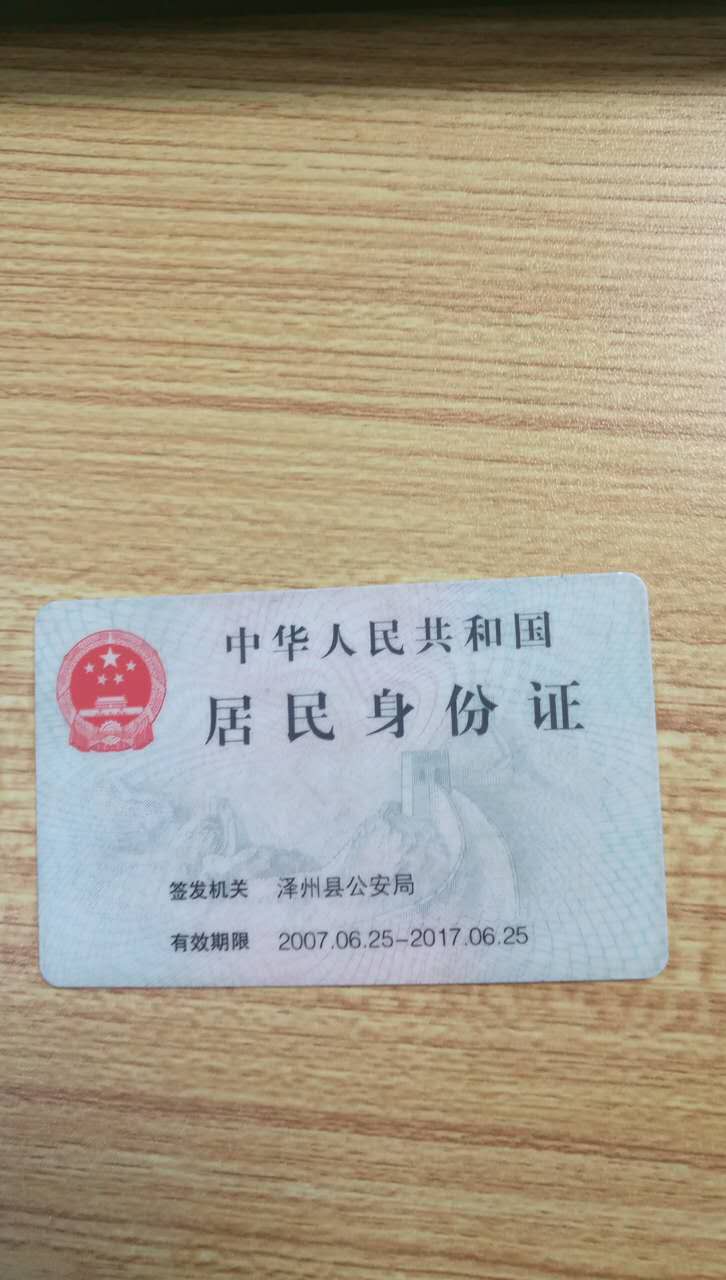 中华人民共和国
居民身份证
签发机关 泽州县公安局
有效期限 2007.06.25-2017.06.25